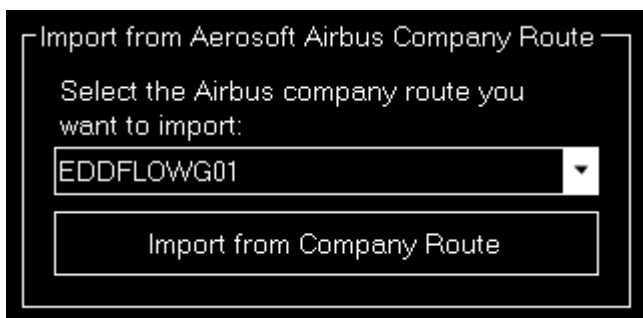 Import from Aerosoft Airbus Company Route
Select the Airbus company route you
want to import:
EDDFLOWG01
Import from Company Route